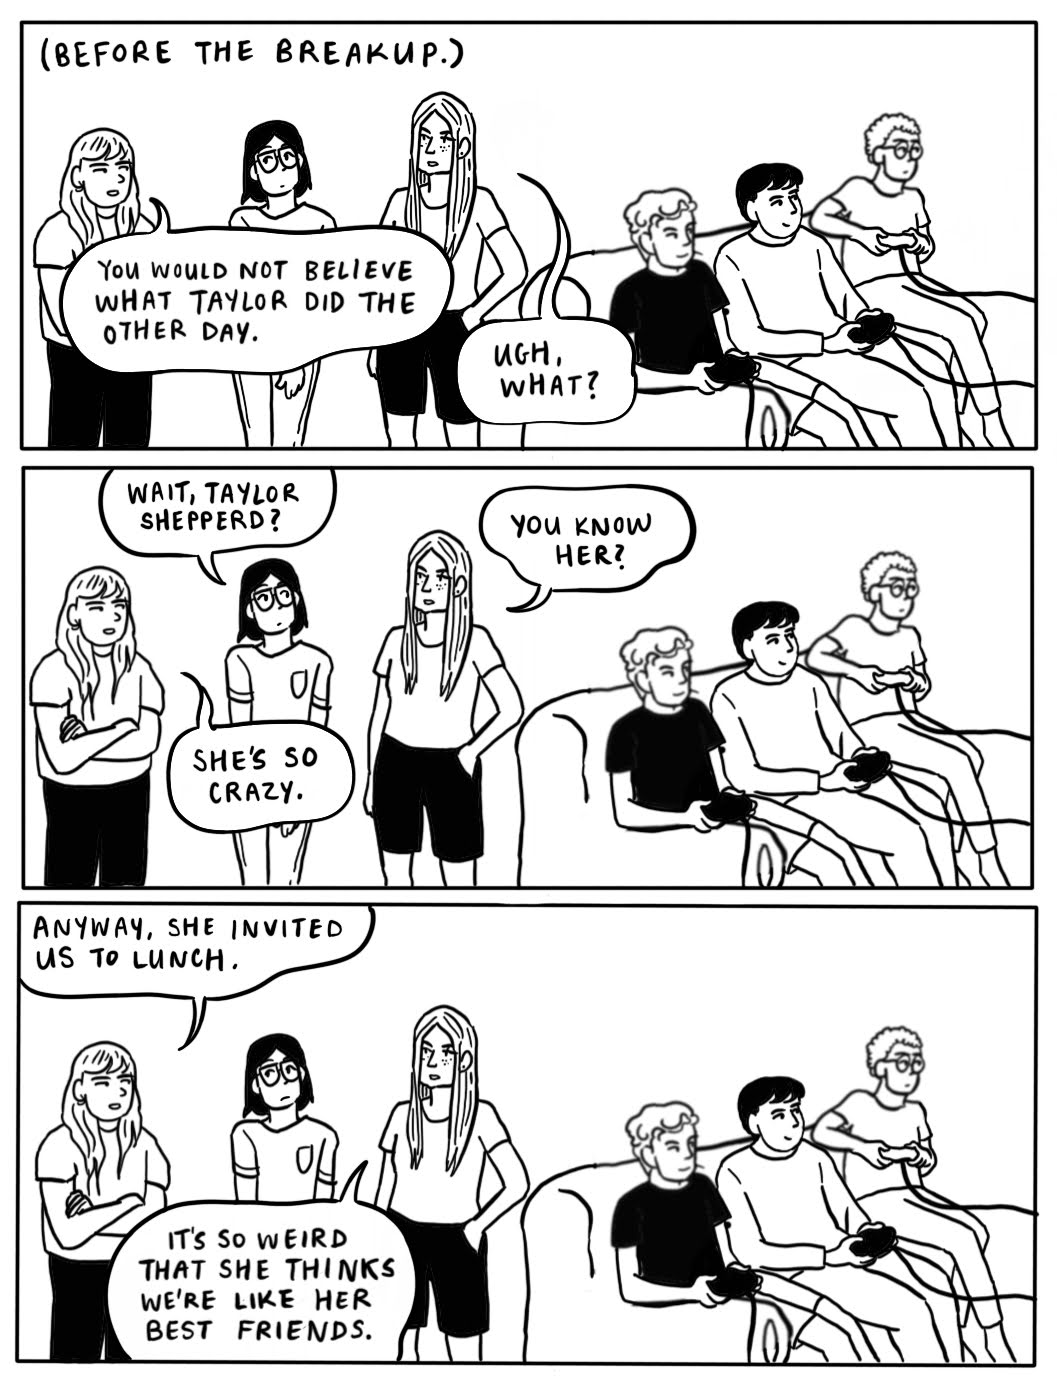 (BEFORE THE BREAKUP.)
YOU WOULD NOT BELIEVE
WHAT TAYLOR DID THE
OTHER DAY.
UGH,
WHAT?
WAIT, TAYLOR
SHEPPERD?
YOU KNOW
HER?
SHE'S SO
CRAZY.
ANYWAY, SHE INVITED
US TO LUNCH.
IT'S SO WEIRD
THAT SHE THINKS
WE'RE LIKE HER
BEST FRIENDS.